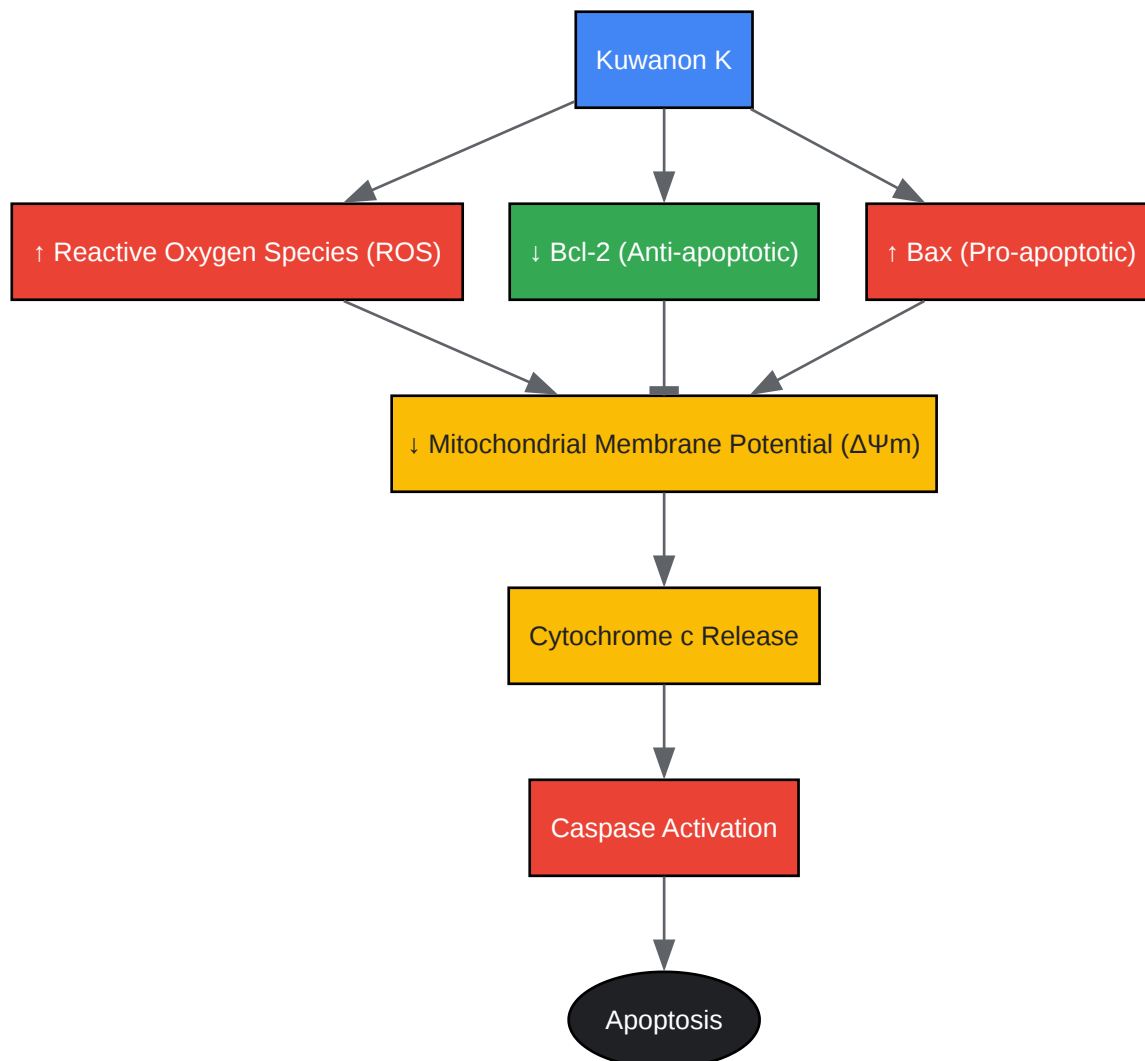 Kuwanon K
↑ Reactive Oxygen Species (ROS)
↓ Bcl-2 (Anti-apoptotic)
↑ Bax (Pro-apoptotic)
↓ Mitochondrial Membrane Potential (ΔΨm)
Cytochrome c Release
Caspase Activation
Apoptosis